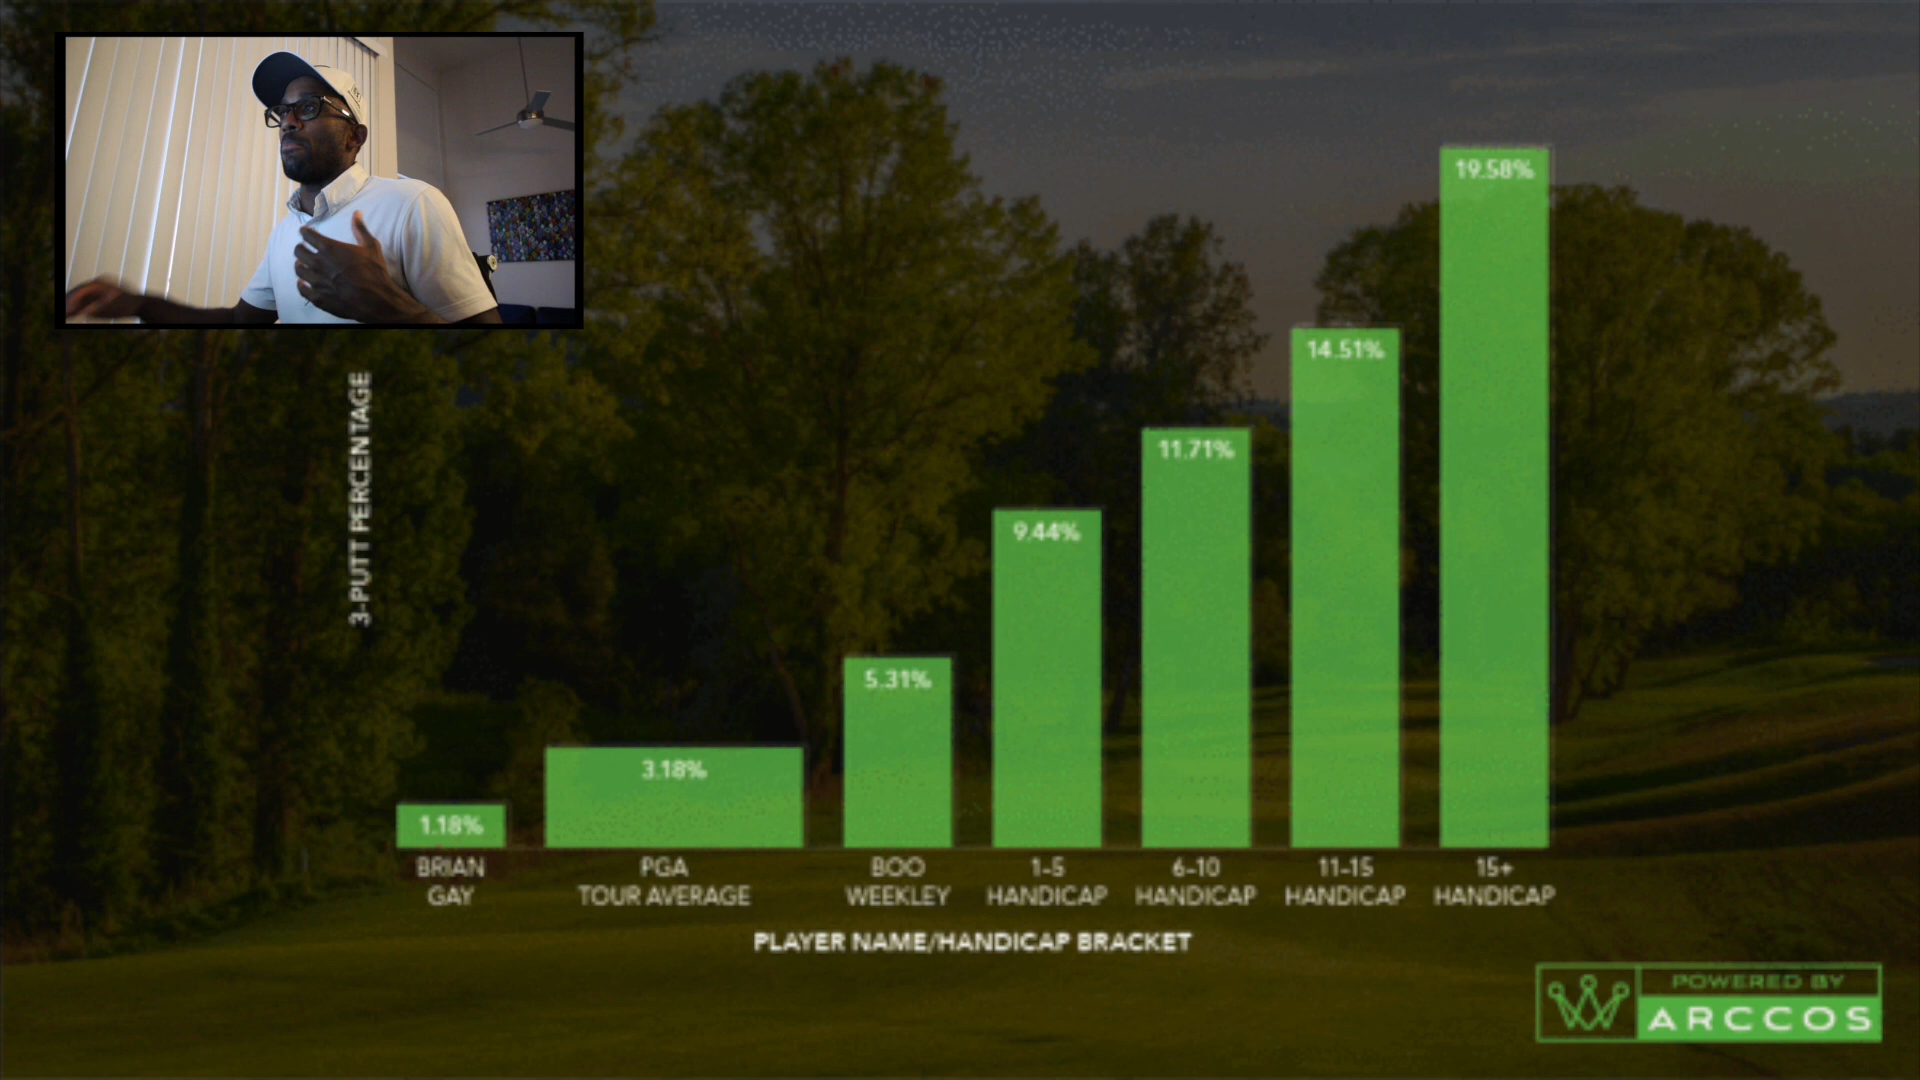 3-PUTT PERCENTAGE
1.18%
3.18%
5.31%
9.44%
11.71%
14.51%
19.58%
BRIAN
GAY
PGA
TOUR AVERAGE
BOO
WEEKLEY
1-5
HANDICAP
6-10
HANDICAP
11-15
HANDICAP
15+
HANDICAP
PLAYER NAME/HANDICAP BRACKET
POWERED BY
ARCCOS